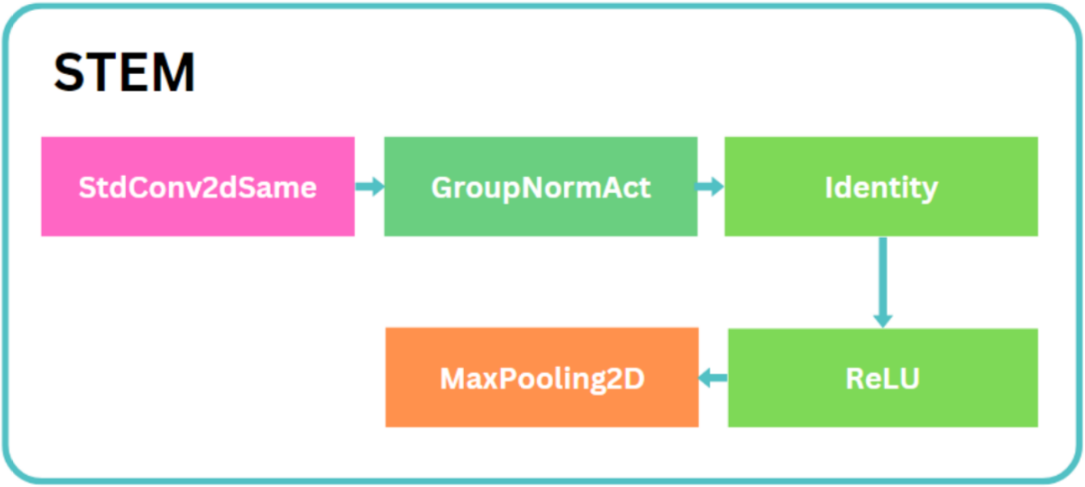 STEM
StdConv2dSame
GroupNormAct
Identity
ReLU
MaxPooling2D